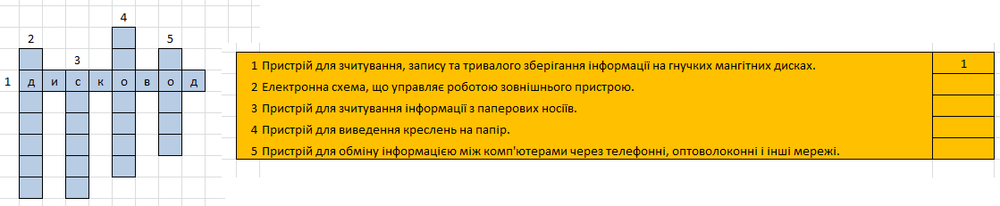 4
2
5
3
1 д и с к о в о д
1 Пристрій для зчитування, запису та тривалого зберігання інформації на гнучких мангітних дисках. 1
2 Електронна схема, що управляє роботою зовнішнього пристрою.
3 Пристрій для зчитування інформації з паперових носіїв.
4 Пристрій для виведення креслень на папір.
5 Пристрій для обміну інформацією між комп'ютерами через телефонні, оптоволоконні і інші мережі.